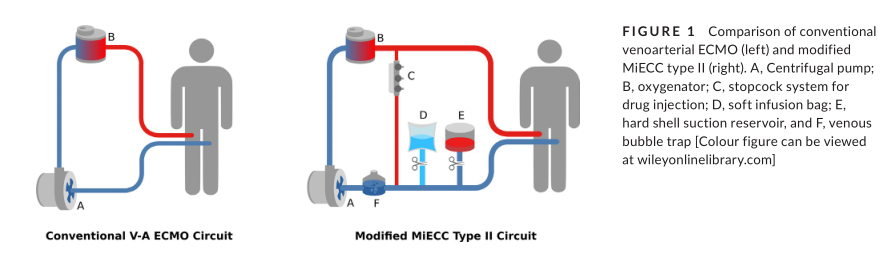 B
A
Conventional V-A ECMO Circuit
B
C
D
E
A
F
Modified MiECC Type II Circuit
FIGURE 1 Comparison of conventional
venoarterial ECMO (left) and modified
MiECC type II (right). A, Centrifugal pump;
B, oxygenator; C, stopcock system for
drug injection; D, soft infusion bag; E,
hard shell suction reservoir, and F, venous
bubble trap [Colour figure can be viewed
at wileyonlinelibrary.com]